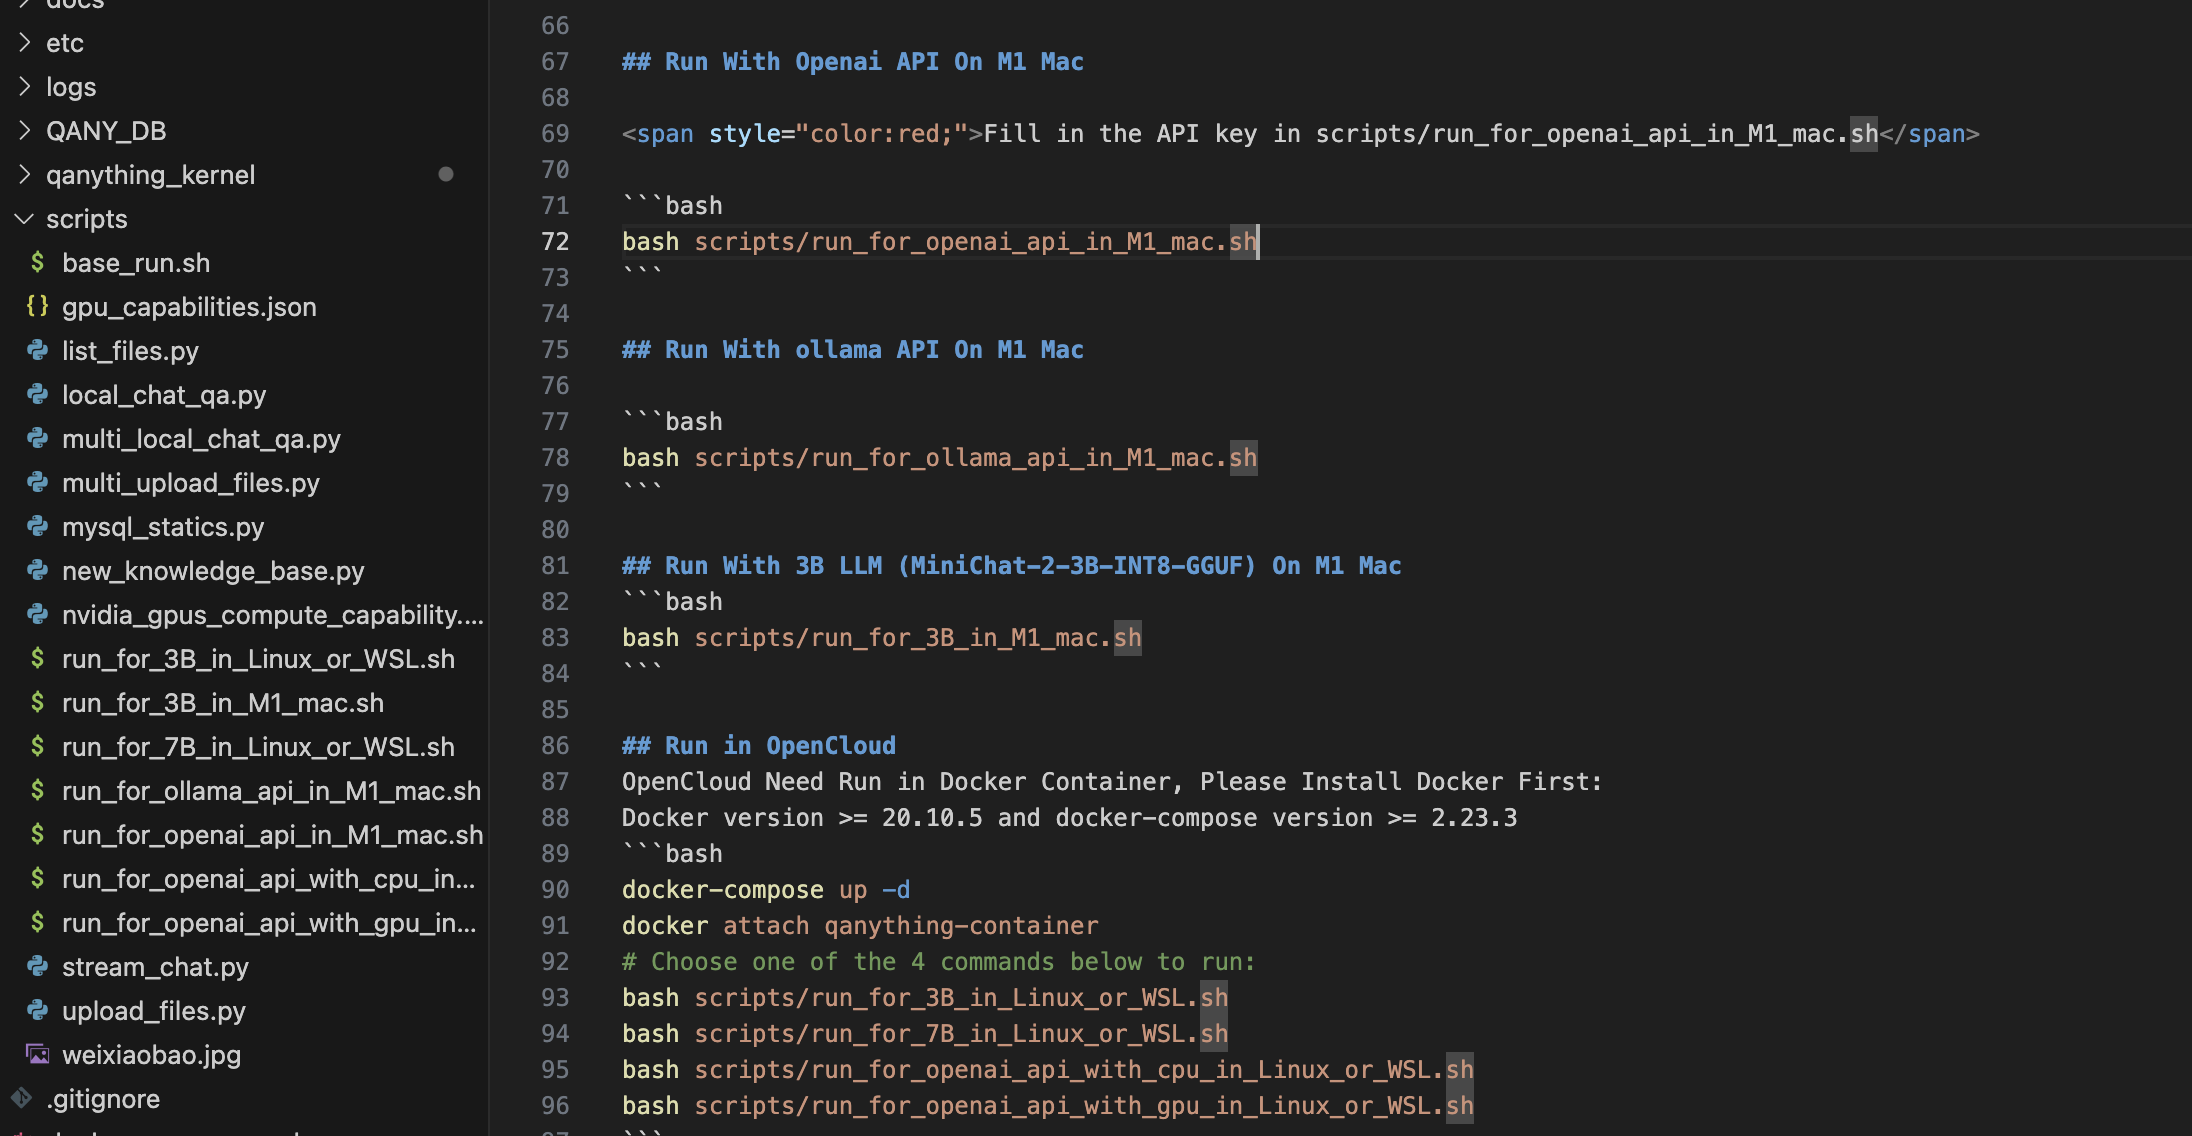 docs
etc
logs
QANY_DB
qanything_kernel
scripts
base_run.sh
gpu_capabilities.json
list_files.py
local_chat_qa.py
multi_local_chat_qa.py
multi_upload_files.py
mysql_statics.py
new_knowledge_base.py
nvidia_gpus_compute_capability....
run_for_3B_in_Linux_or_WSL.sh
run_for_3B_in_M1_mac.sh
run_for_7B_in_Linux_or_WSL.sh
run_for_ollama_api_in_M1_mac.sh
run_for_openai_api_in_M1_mac.sh
run_for_openai_api_with_cpu_in...
run_for_openai_api_with_gpu_in...
stream_chat.py
upload_files.py
weixiaobao.jpg
.gitignore
66
67 ## Run With Openai API On M1 Mac
68
69 <span style="color:red;">Fill in the API key in scripts/run_for_openai_api_in_M1_mac.sh</span>
70
71 ```bash
72 bash scripts/run_for_openai_api_in_M1_mac.sh
73 ```
74
75 ## Run With ollama API On M1 Mac
76
77 ```bash
78 bash scripts/run_for_ollama_api_in_M1_mac.sh
79 ```
80
81 ## Run With 3B LLM (MiniChat-2-3B-INT8-GGUF) On M1 Mac
82 ```bash
83 bash scripts/run_for_3B_in_M1_mac.sh
84 ```
85
86 ## Run in OpenCloud
87 OpenCloud Need Run in Docker Container, Please Install Docker First:
88 Docker version >= 20.10.5 and docker-compose version >= 2.23.3
89 ```bash
90 docker-compose up -d
91 docker attach qanything-container
92 # Choose one of the 4 commands below to run:
93 bash scripts/run_for_3B_in_Linux_or_WSL.sh
94 bash scripts/run_for_7B_in_Linux_or_WSL.sh
95 bash scripts/run_for_openai_api_with_cpu_in_Linux_or_WSL.sh
96 bash scripts/run_for_openai_api_with_gpu_in_Linux_or_WSL.sh
97 ```